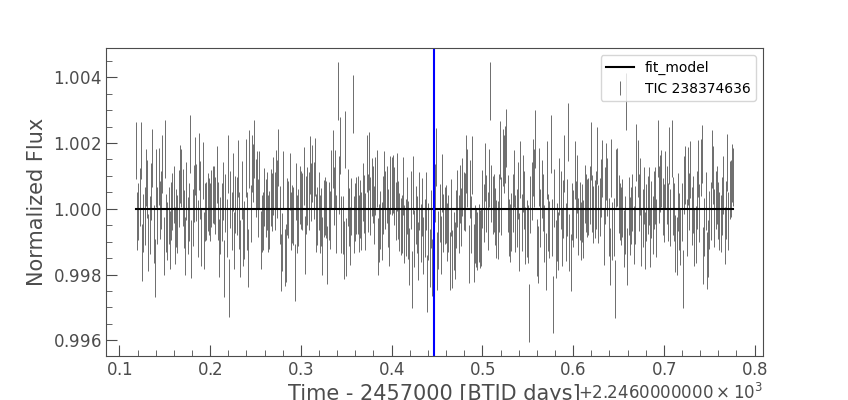 fit_model
TIC 238374636
1.004
1.002
1.000
0.998
0.996
Normalized Flux
0.1 0.2 0.3 0.4 0.5 0.6 0.7 0.8
Time - 2457000 [BTJD days]
+2.2460000000 × 10³